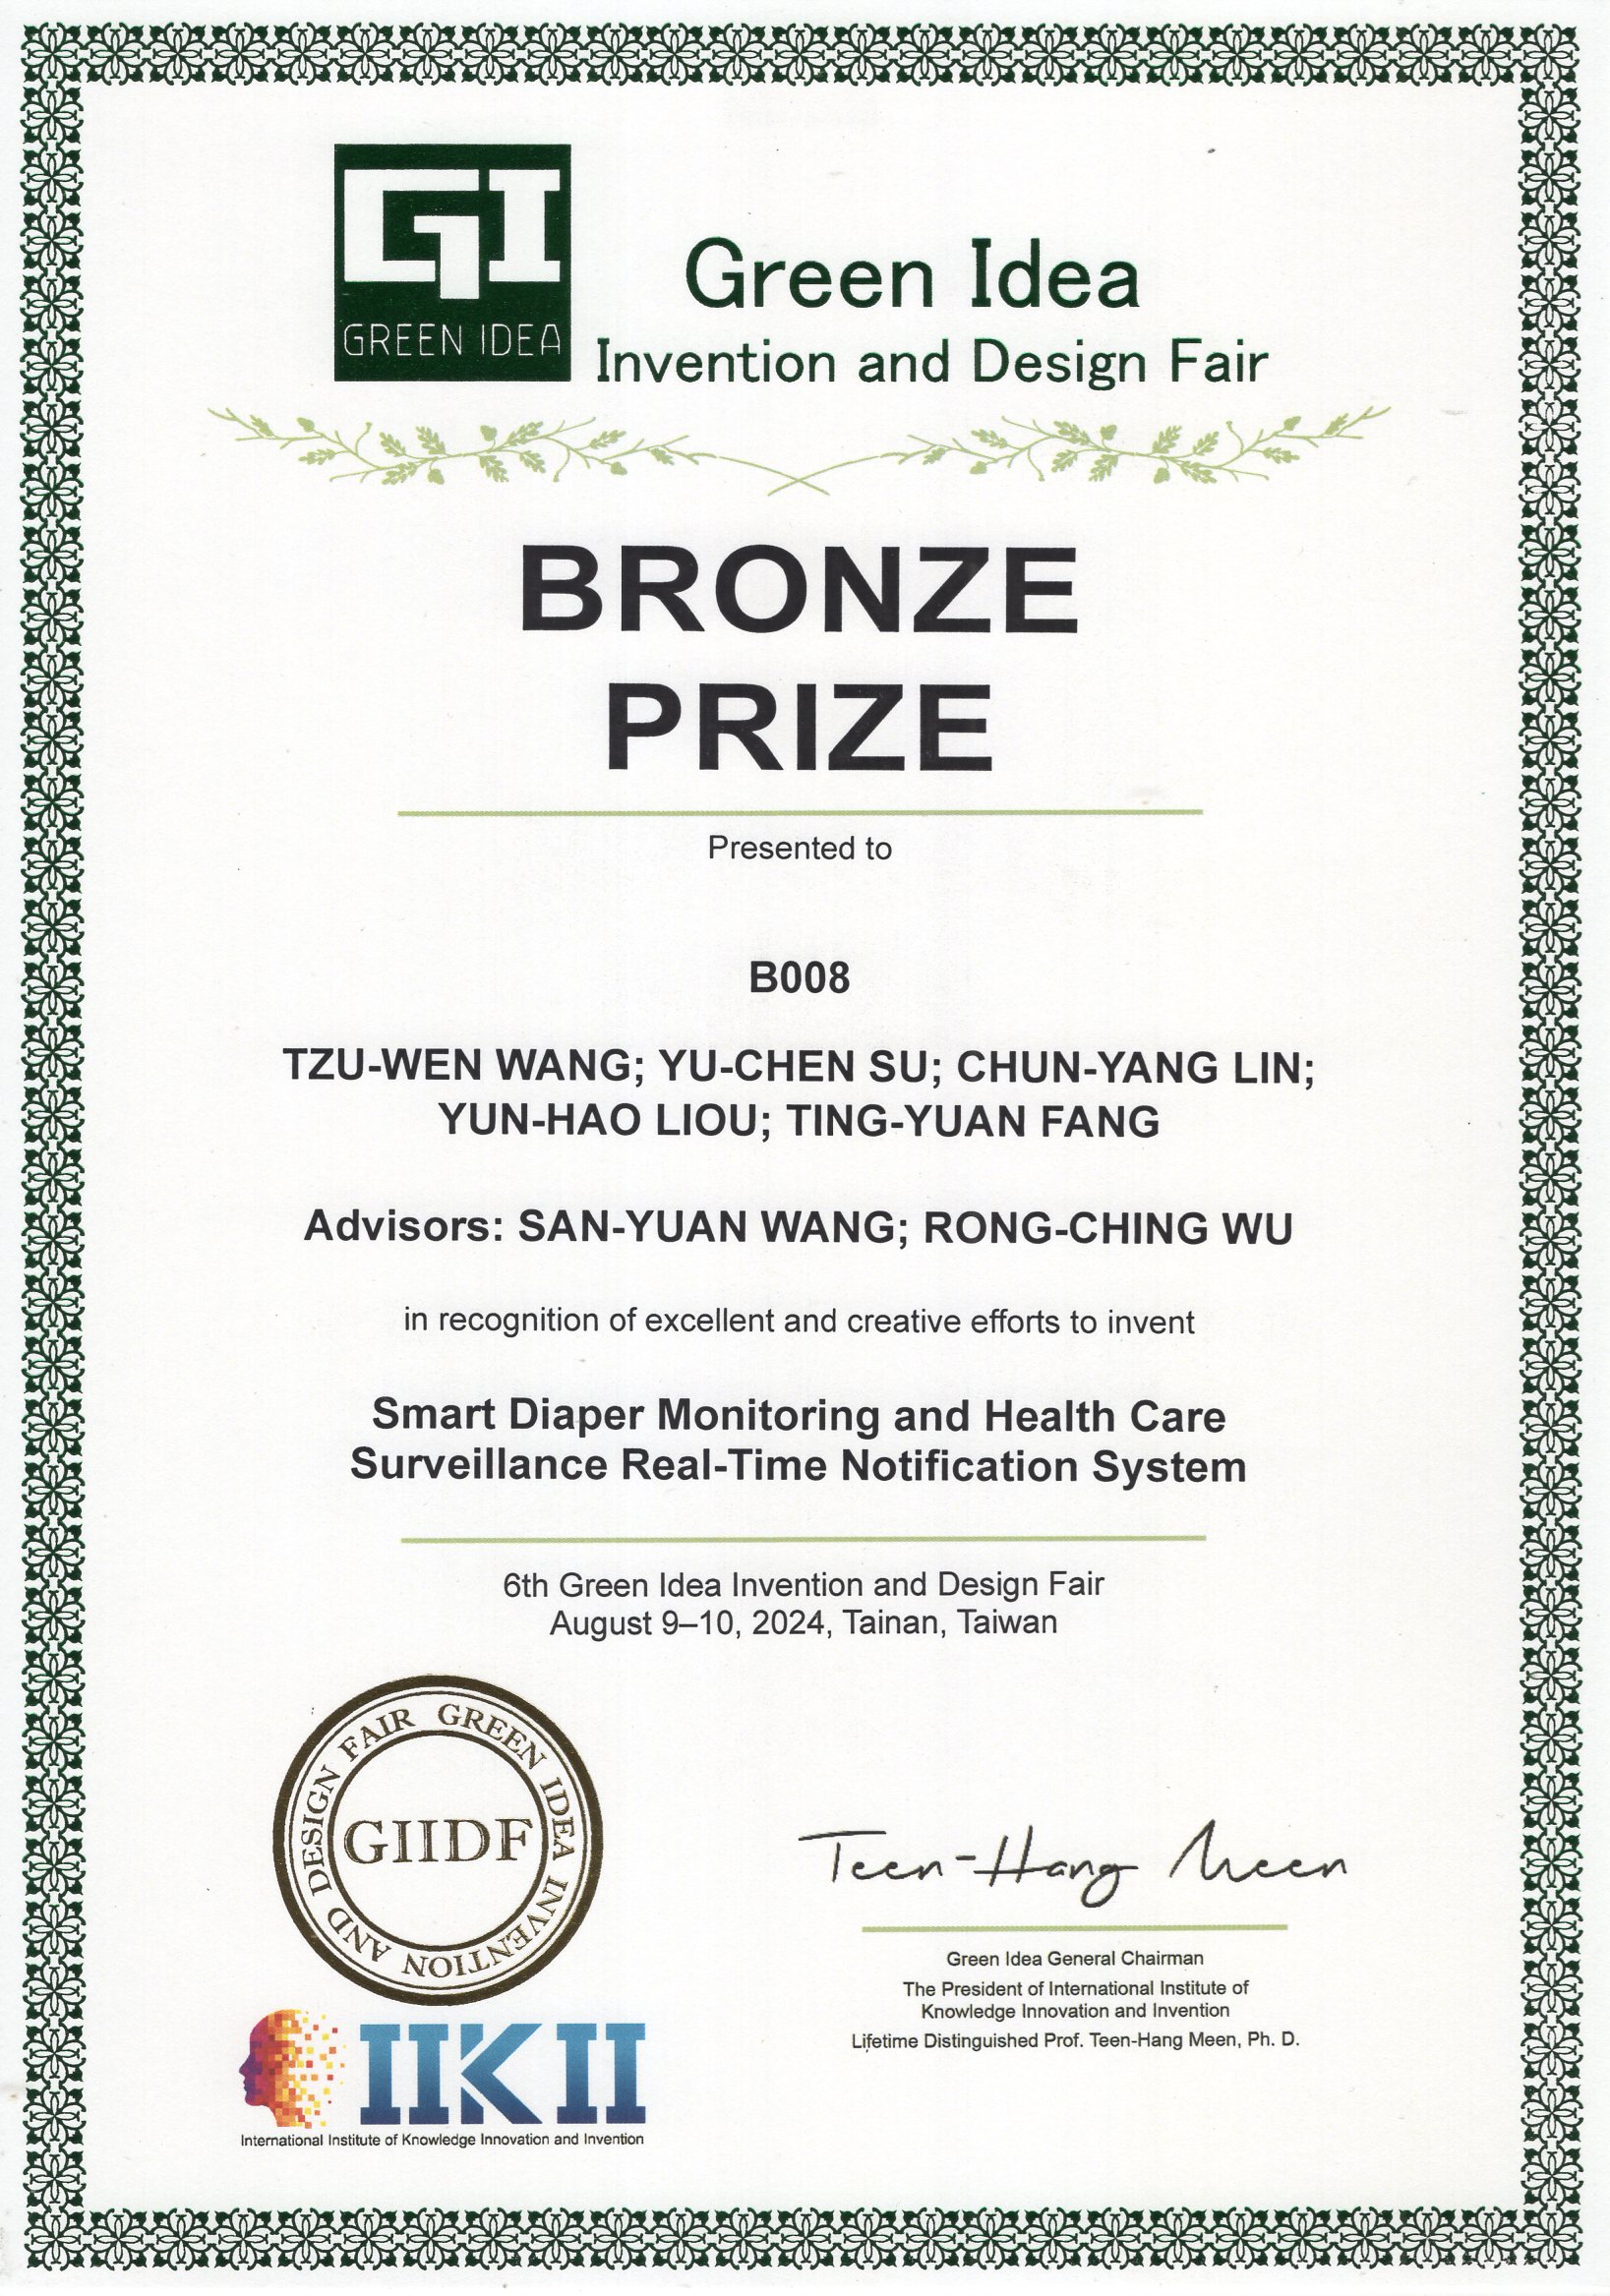 GI
GREEN IDEA
Green Idea
Invention and Design Fair
BRONZE
PRIZE
Presented to
B008
TZU-WEN WANG; YU-CHEN SU; CHUN-YANG LIN;
YUN-HAO LIOU; TING-YUAN FANG
Advisors: SAN-YUAN WANG; RONG-CHING WU
in recognition of excellent and creative efforts to invent
Smart Diaper Monitoring and Health Care
Surveillance Real-Time Notification System
6th Green Idea Invention and Design Fair
August 9–10, 2024, Tainan, Taiwan
GREEN IDEA INVENTION AND DESIGN FAIR
GIIDF
Teen-Hang Meen
Green Idea General Chairman
The President of International Institute of
Knowledge Innovation and Invention
Lifetime Distinguished Prof. Teen-Hang Meen, Ph. D.
IIKII
International Institute of Knowledge Innovation and Invention